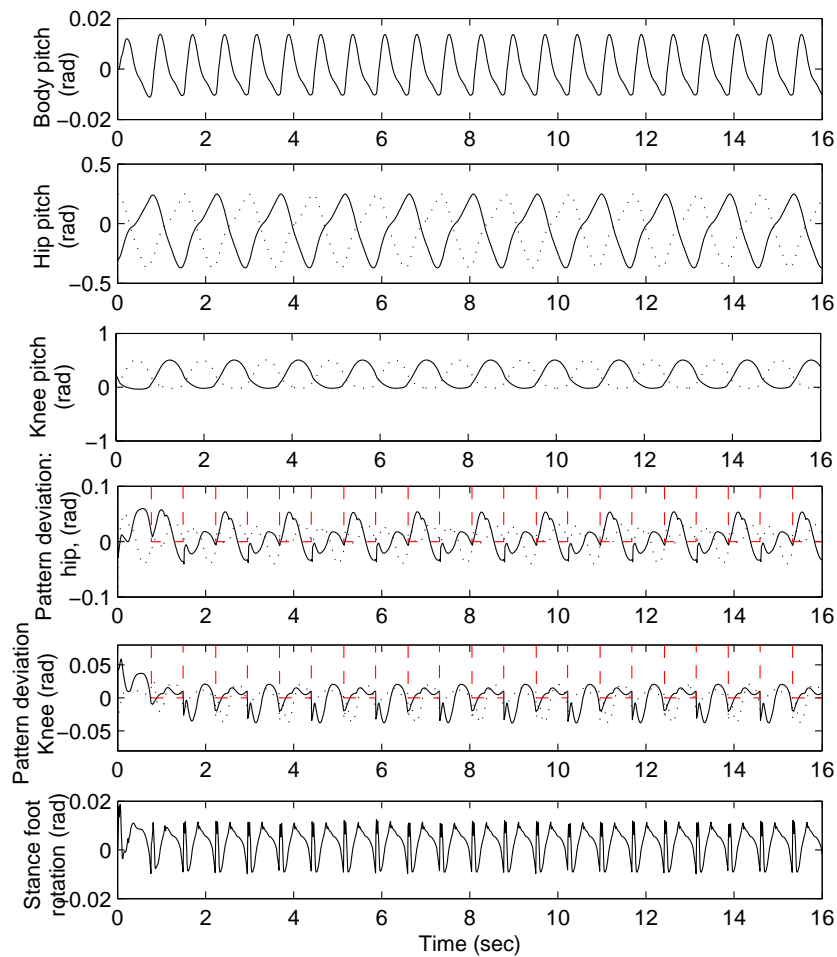 Body pitch
(rad)
0.02
0
−0.02
0 2 4 6 8 10 12 14 16
Hip pitch
(rad)
0.5
0
−0.5
0 2 4 6 8 10 12 14 16
Knee pitch
(rad)
1
0
−1
0 2 4 6 8 10 12 14 16
Pattern deviation:
hip, (rad)
0.1
0
−0.1
0 2 4 6 8 10 12 14 16
Pattern deviation
Knee (rad)
0.05
0
−0.05
0 2 4 6 8 10 12 14 16
Stance foot
rotation (rad)
0.02
0
−0.02
0 2 4 6 8 10 12 14 16
Time (sec)